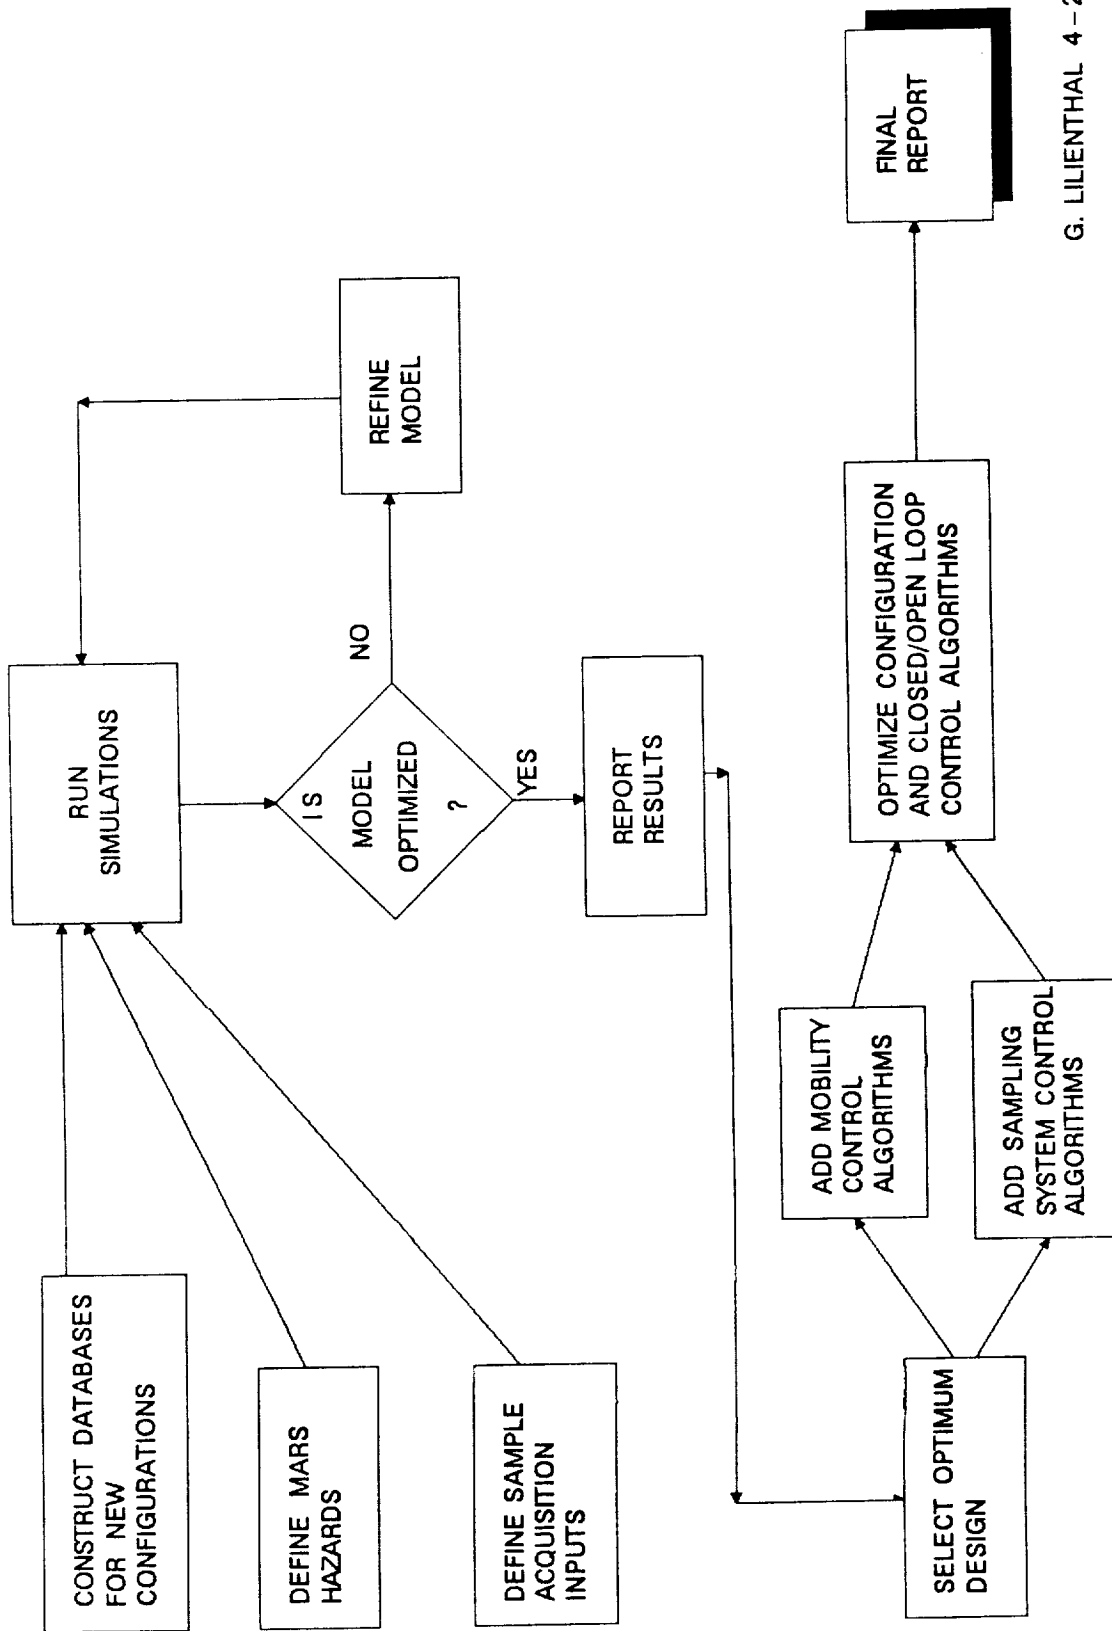 CONSTRUCT DATABASES
FOR NEW
CONFIGURATIONS
DEFINE MARS
HAZARDS
DEFINE SAMPLE
ACQUISITION
INPUTS
RUN
SIMULATIONS
IS
MODEL
OPTIMIZED
?
NO
YES
REFINE
MODEL
REPORT
RESULTS
SELECT OPTIMUM
DESIGN
ADD MOBILITY
CONTROL
ALGORITHMS
ADD SAMPLING
SYSTEM CONTROL
ALGORITHMS
OPTIMIZE CONFIGURATION
AND CLOSED/OPEN LOOP
CONTROL ALGORITHMS
FINAL
REPORT
G. LILIENTHAL 4-2